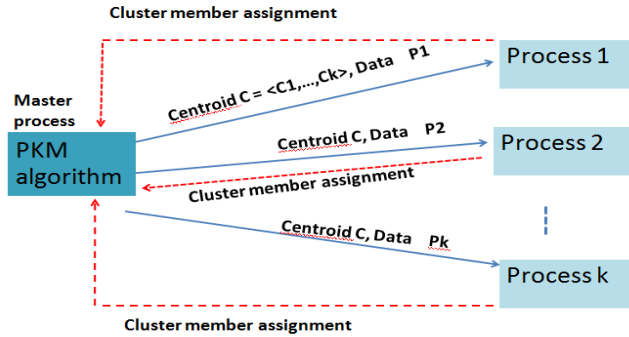 Cluster member assignment
Process 1
Centroid C = <C1,...,Ck>, Data P1
Master
process
PKM
algorithm
Centroid C, Data P2
Process 2
Cluster member assignment
Centroid C, Data Pk
Process k
Cluster member assignment